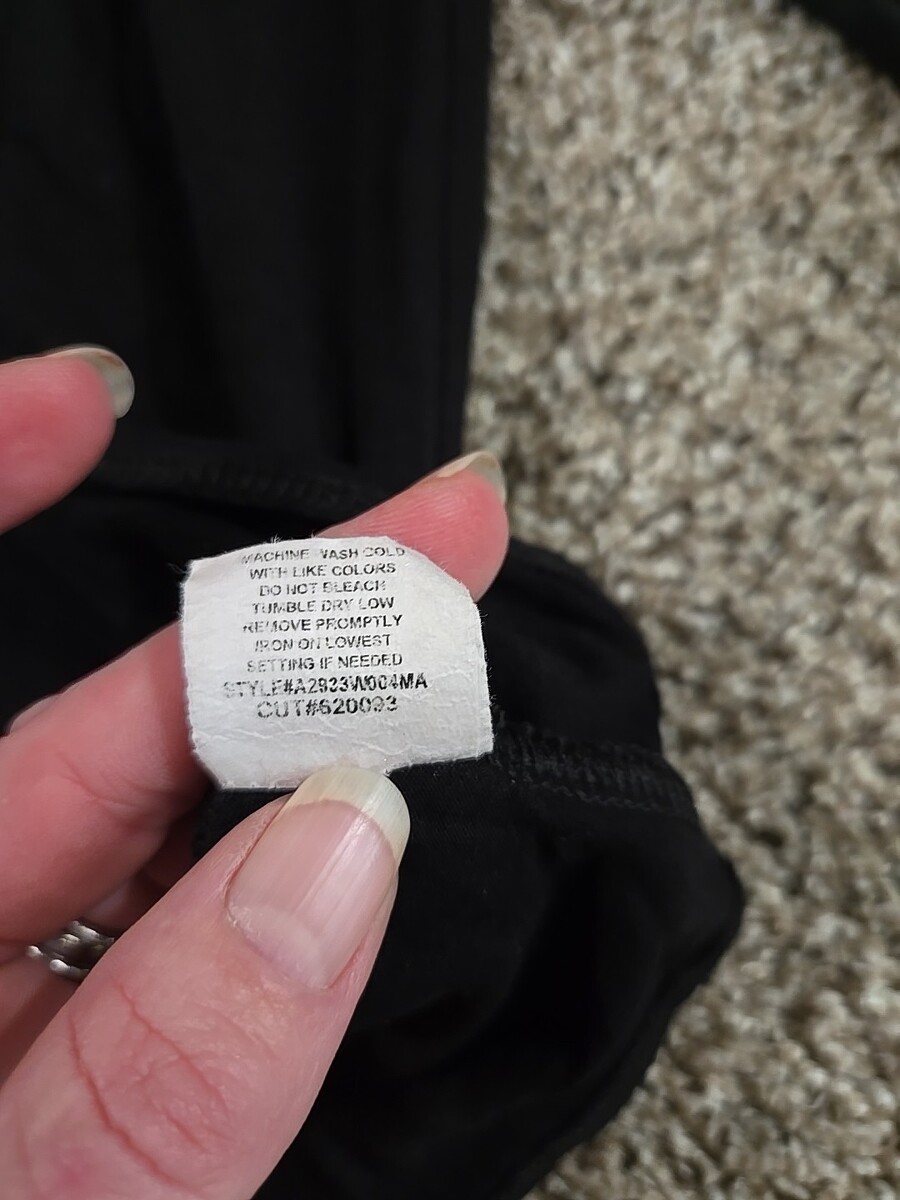 MACHINE WASH COLD
WITH LIKE COLORS
DO NOT BLEACH
TUMBLE DRY LOW
REMOVE PROMPTLY
IRON ON LOWEST
SETTING IF NEEDED
STYLE#A2933W004MA
CUT#620093